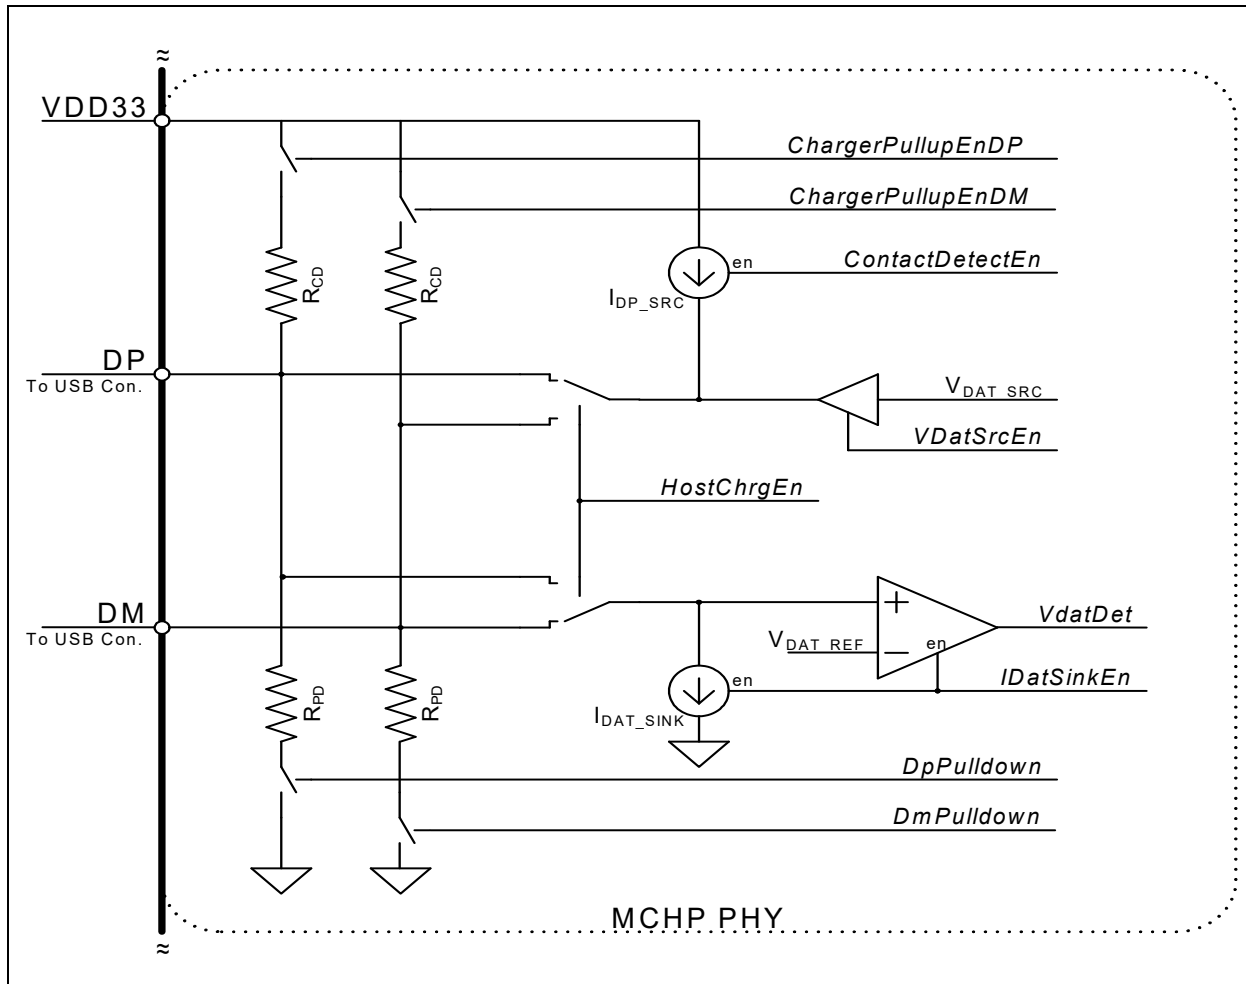 ≈
VDD33
ChargerPullupEnDP
ChargerPullupEnDM
RCD
RCD
en
ContactDetectEn
IDP_SRC
DP
To USB Con.
VDAT_SRC
VDatSrcEn
HostChrgEn
DM
To USB Con.
+
VdatDet
VDAT_REF
−
en
IDatSinkEn
en
IDAT_SINK
RPD
RPD
DpPulldown
DmPulldown
MCHP PHY
≈